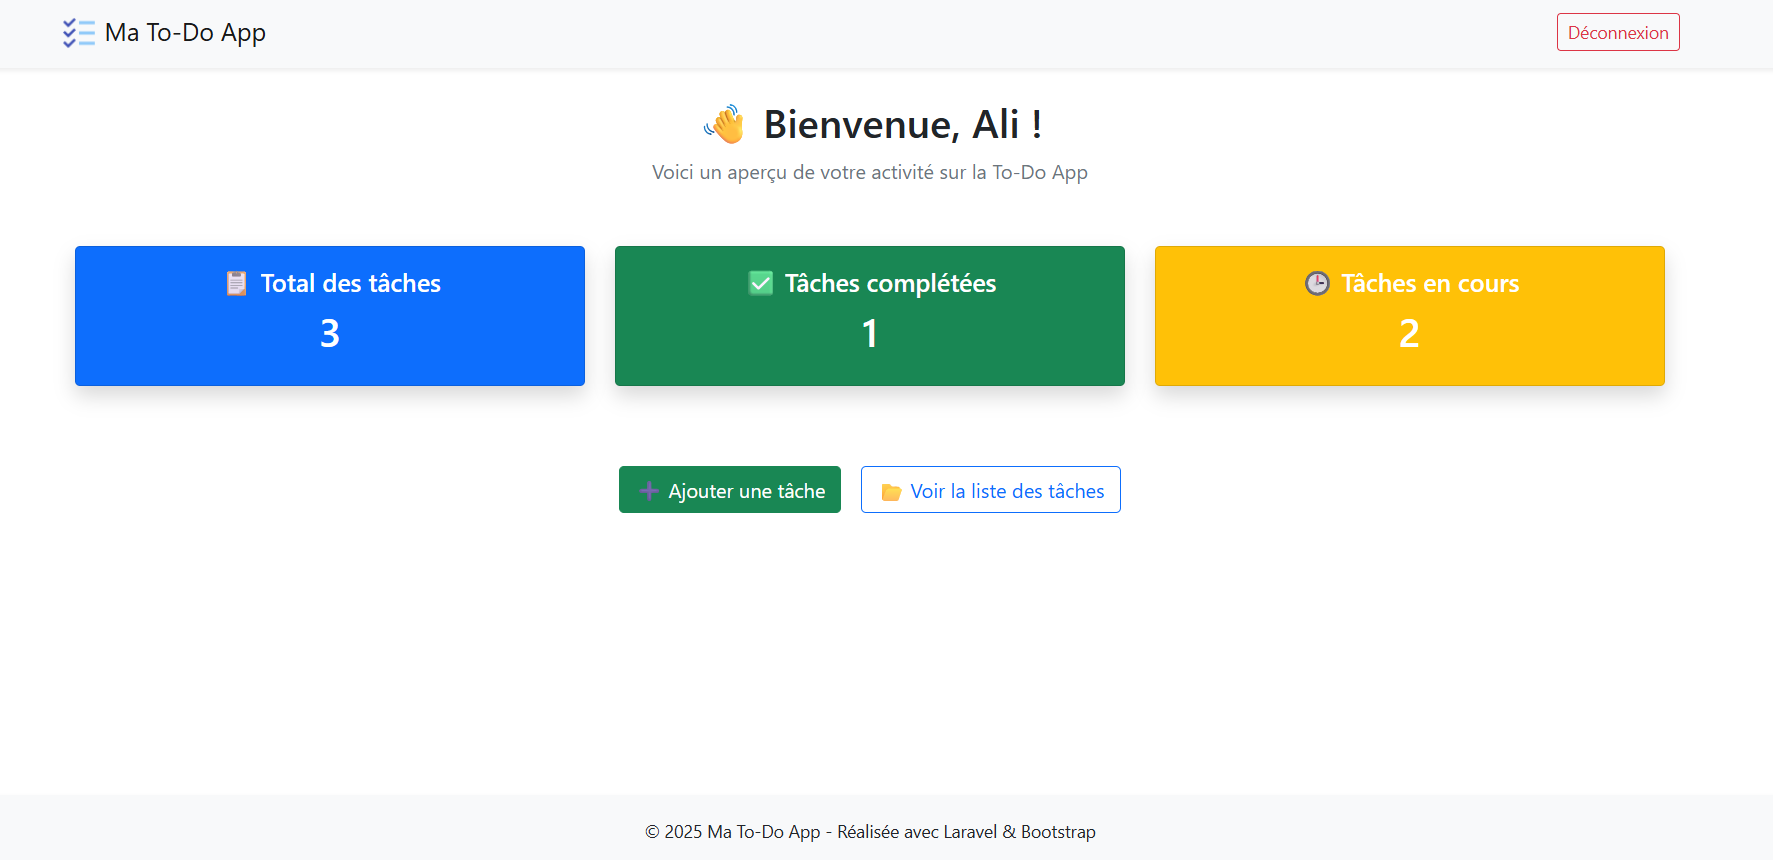 Ma To-Do App
Déconnexion
Bienvenue, Ali !
Voici un aperçu de votre activité sur la To-Do App
Total des tâches
3
Tâches complétées
1
Tâches en cours
2
Ajouter une tâche
Voir la liste des tâches
© 2025 Ma To-Do App - Réalisée avec Laravel & Bootstrap